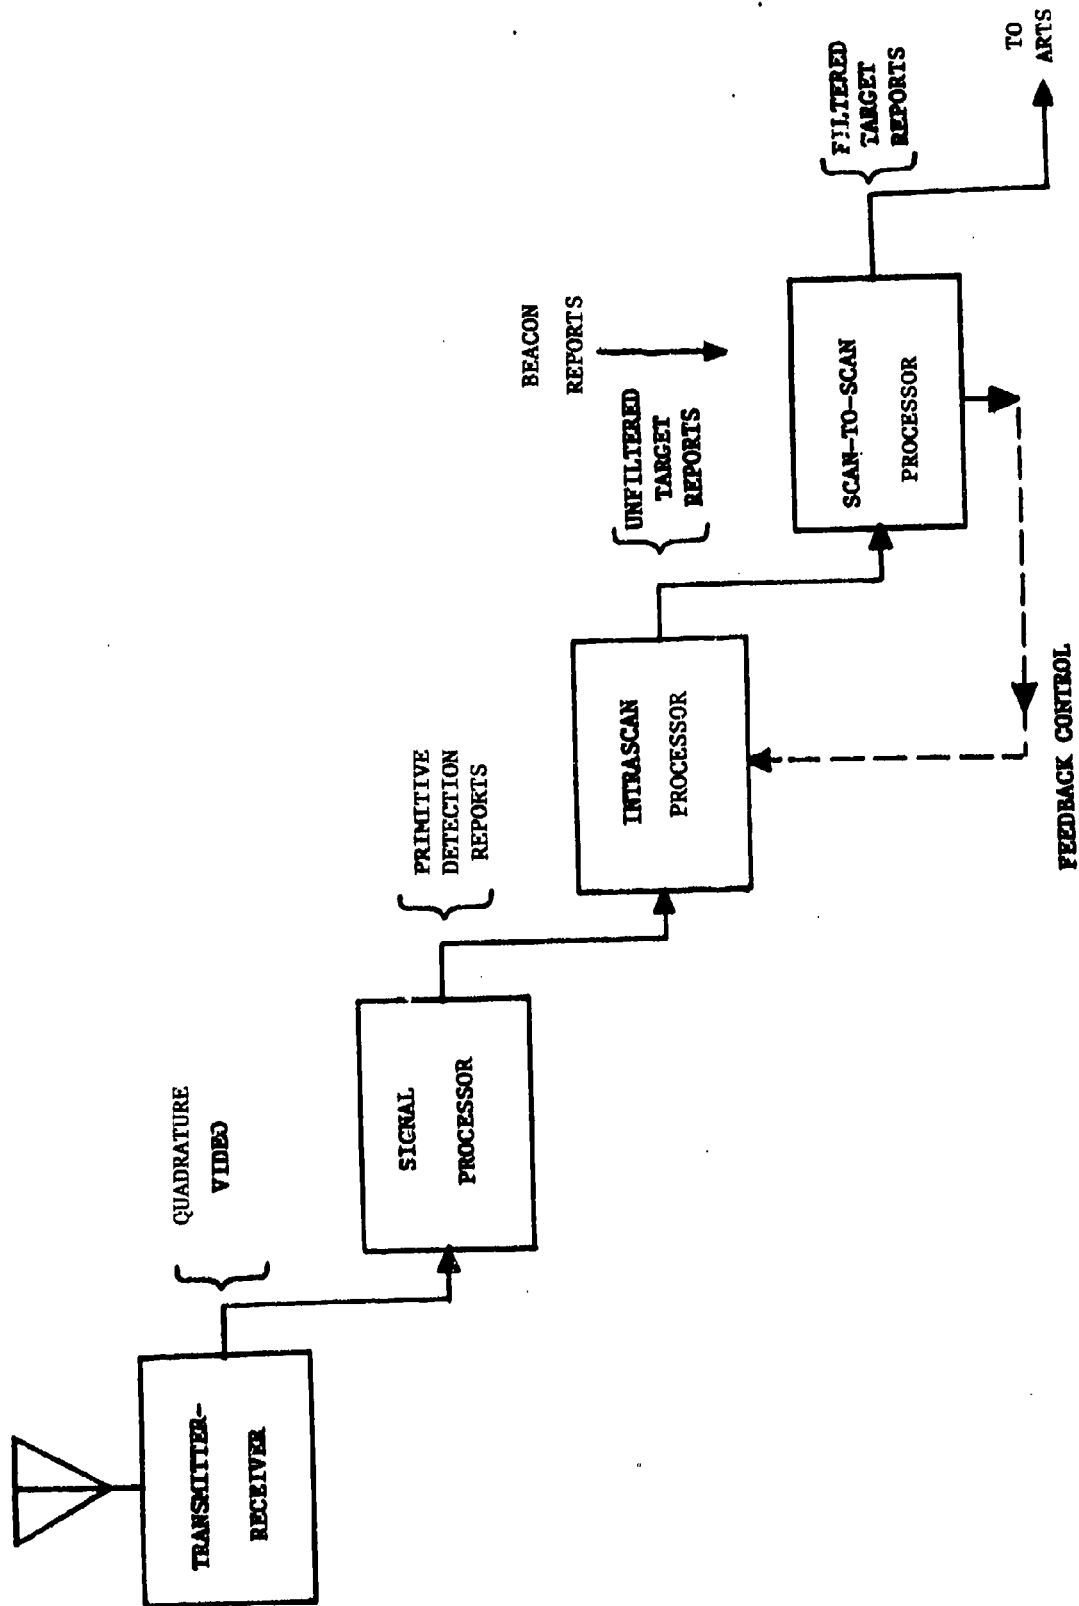 TRANSMITTER-
RECEIVER
QUADRATURE
VIDEO
SIGNAL
PROCESSOR
PRIMITIVE
DETECTION
REPORTS
INTRASCAN
PROCESSOR
UNFILTERED
TARGET
REPORTS
BEACON
REPORTS
SCAN-TO-SCAN
PROCESSOR
FILTERED
TARGET
REPORTS
TO
ARTS
FEEDBACK CONTROL